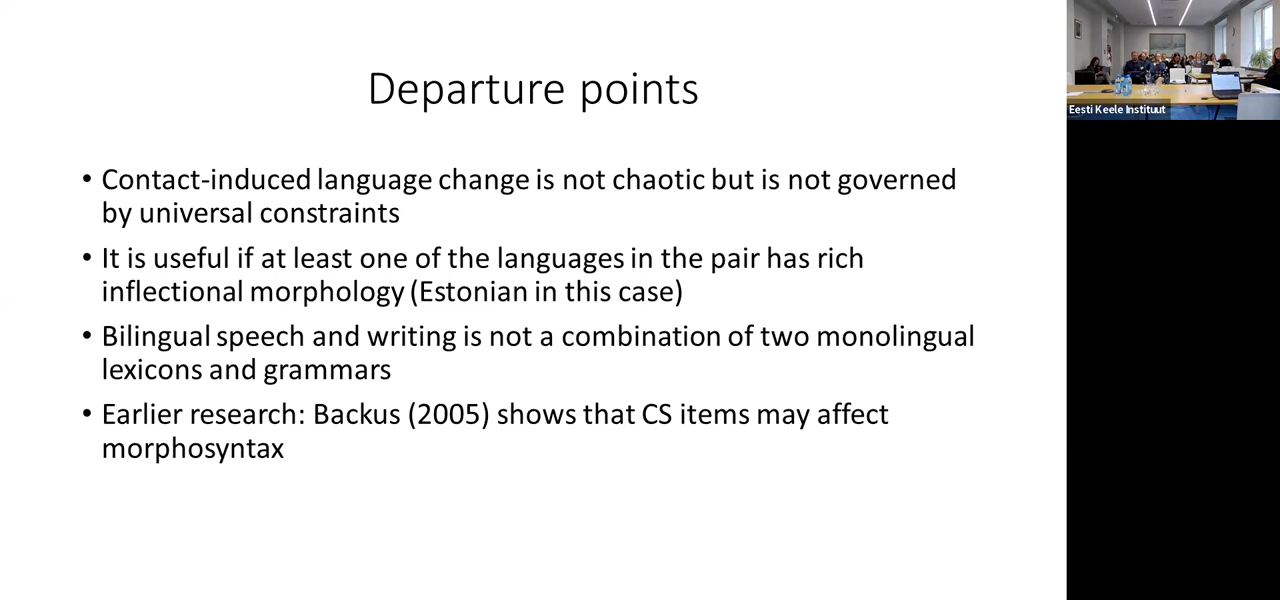 Departure points
• Contact-induced language change is not chaotic but is not governed
by universal constraints
• It is useful if at least one of the languages in the pair has rich
inflectional morphology (Estonian in this case)
• Bilingual speech and writing is not a combination of two monolingual
lexicons and grammars
• Earlier research: Backus (2005) shows that CS items may affect
morphosyntax
Eesti Keele Instituut